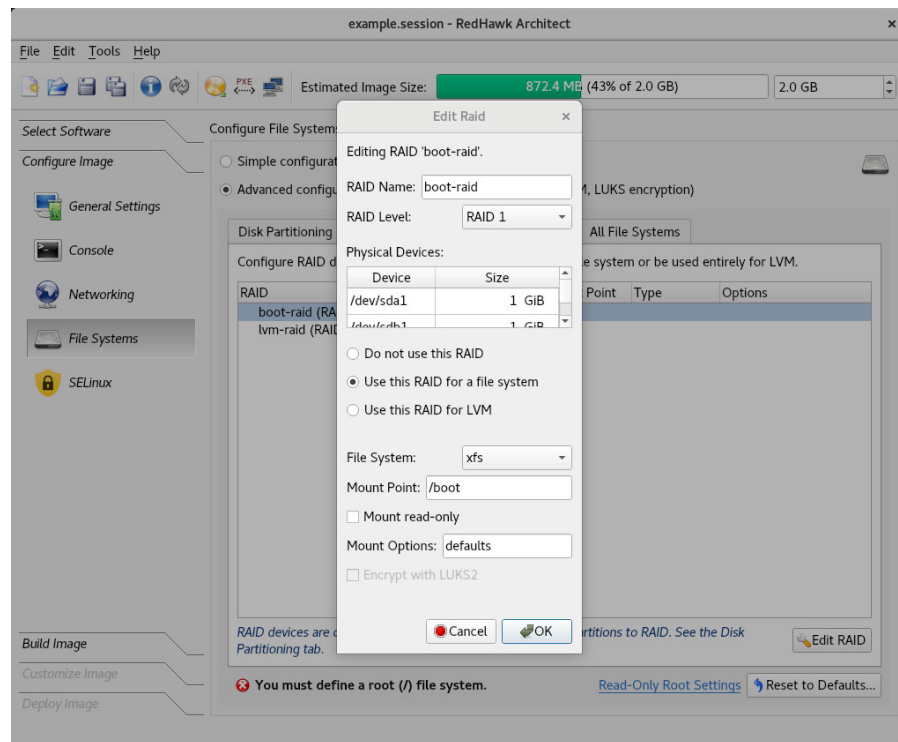 example.session - RedHawk Architect
File Edit Tools Help
PXE
Estimated Image Size: 872.4 MB (43% of 2.0 GB) 2.0 GB
Select Software
Configure Image
General Settings
Console
Networking
File Systems
SELinux
Build Image
Customize Image
Deploy Image
Configure File System
Simple configurat
Advanced configu , LUKS encryption)
Disk Partitioning All File Systems
Configure RAID d e system or be used entirely for LVM.
RAID Point Type Options
boot-raid (RA
lvm-raid (RAID
RAID devices are rtitions to RAID. See the Disk
Partitioning tab.
Edit RAID
You must define a root (/) file system. Read-Only Root Settings Reset to Defaults...
Edit Raid
Editing RAID 'boot-raid'.
RAID Name: boot-raid
RAID Level: RAID 1
Physical Devices:
Device Size
/dev/sda1 1 GiB
/dev/sdb1 1 GiB
Do not use this RAID
Use this RAID for a file system
Use this RAID for LVM
File System: xfs
Mount Point: /boot
Mount read-only
Mount Options: defaults
Encrypt with LUKS2
Cancel OK